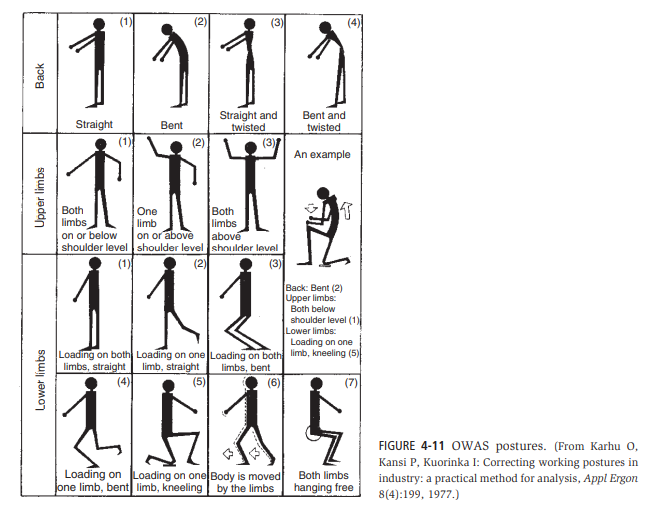 Back
(1)
Straight
(2)
Bent
(3)
Straight and
twisted
(4)
Bent and
twisted
Upper limbs
(1)
Both
limbs
on or below
shoulder level
(2)
One
limb
on or above
shoulder level
(3)
Both
limbs
above
shoulder level
An example
Back: Bent (2)
Upper limbs:
Both below
shoulder level (1)
Lower limbs:
Loading on one
limb, kneeling (5)
Lower limbs
(1)
Loading on both
limbs, straight
(2)
Loading on one
limb, straight
(3)
Loading on both
limbs, bent
(4)
Loading on
one limb, bent
(5)
Loading on one
limb, kneeling
(6)
Body is moved
by the limbs
(7)
Both limbs
hanging free
FIGURE 4-11 OWAS postures. (From Karhu O,
Kansi P, Kuorinka I: Correcting working postures in
industry: a practical method for analysis, Appl Ergon
8(4):199, 1977.)